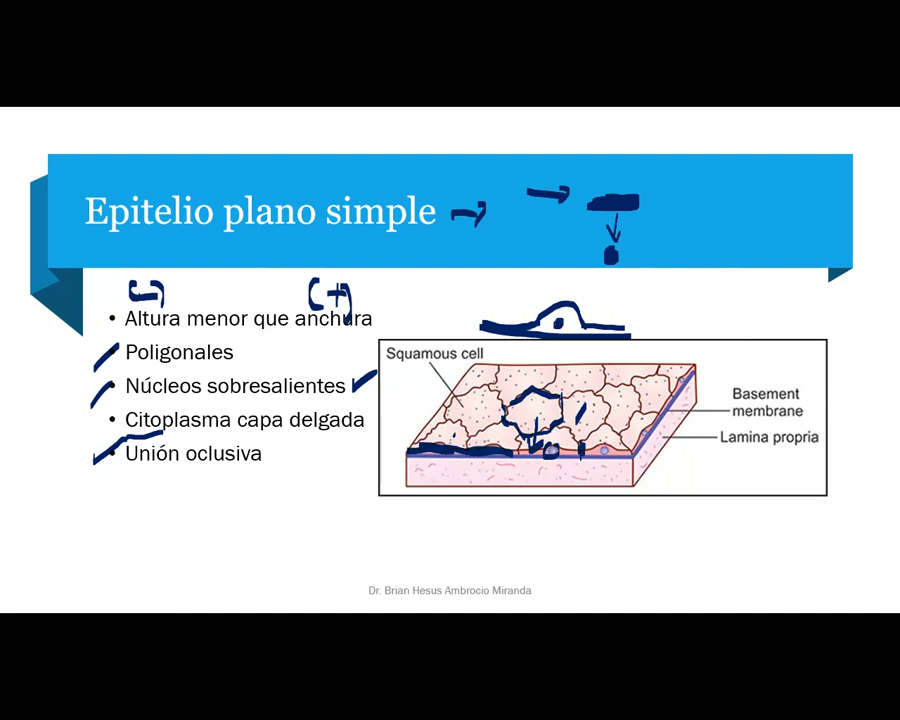 Epitelio plano simple
(-) (+)
Altura menor que anchura
Poligonales
Núcleos sobresalientes
Citoplasma capa delgada
Unión oclusiva
Squamous cell
Basement
membrane
Lamina propria
Dr. Brian Hesus Ambrocio Miranda